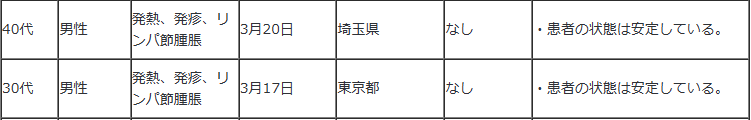 40代 男性 発熱、発疹、リ 3月20日 埼玉県 なし ・患者の状態は安定している。
ンパ節腫脹
30代 男性 発熱、発疹、リ 3月17日 東京都 なし ・患者の状態は安定している。
ンパ節腫脹